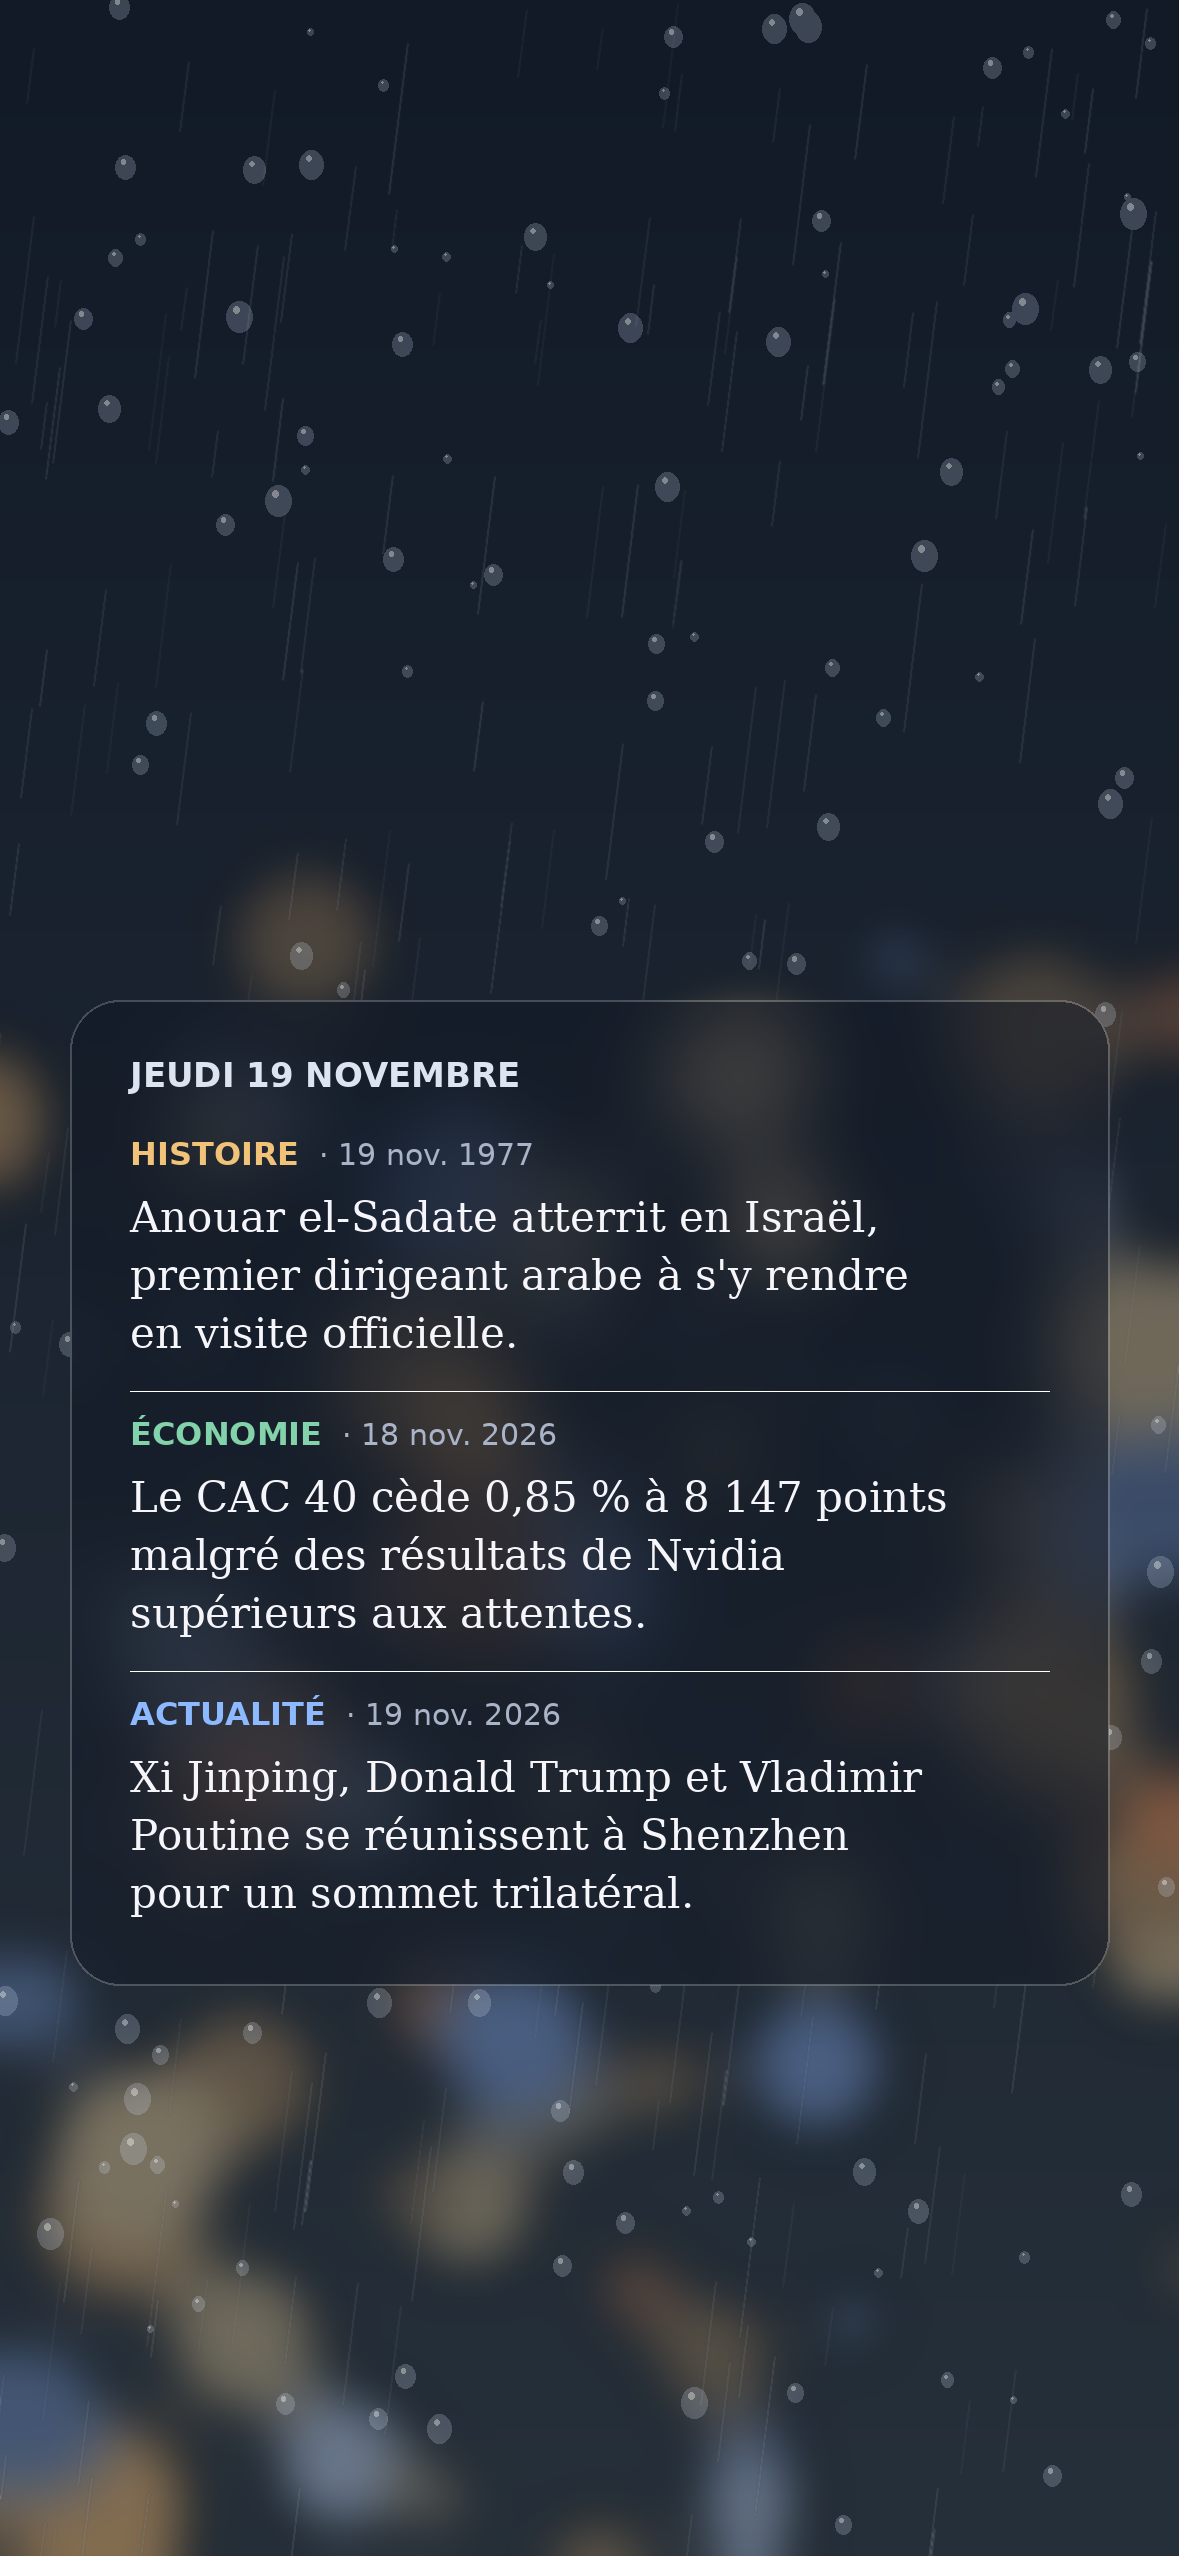 JEUDI 19 NOVEMBRE
HISTOIRE · 19 nov. 1977
Anouar el-Sadate atterrit en Israël,
premier dirigeant arabe à s'y rendre
en visite officielle.
ÉCONOMIE · 18 nov. 2026
Le CAC 40 cède 0,85 % à 8 147 points
malgré des résultats de Nvidia
supérieurs aux attentes.
ACTUALITÉ · 19 nov. 2026
Xi Jinping, Donald Trump et Vladimir
Poutine se réunissent à Shenzhen
pour un sommet trilatéral.